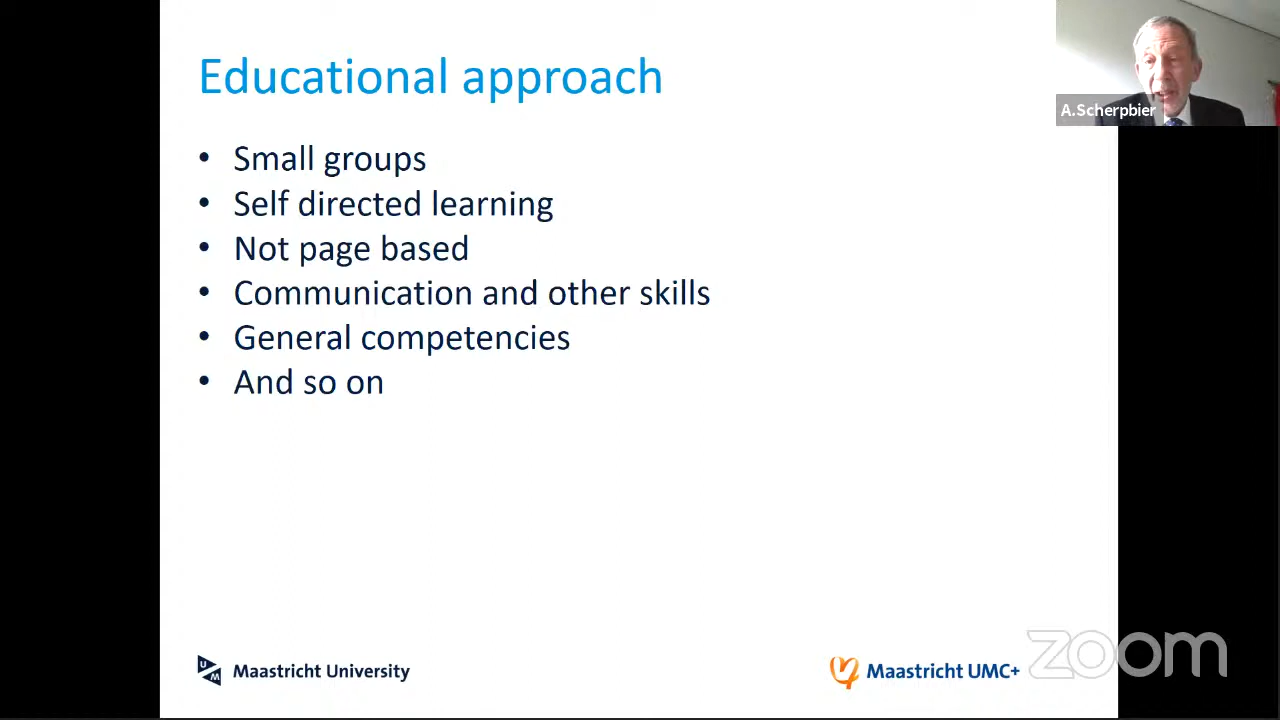 Educational approach
• Small groups
• Self directed learning
• Not page based
• Communication and other skills
• General competencies
• And so on
A.Scherpbier
UM Maastricht University
Maastricht UMC+
zoom